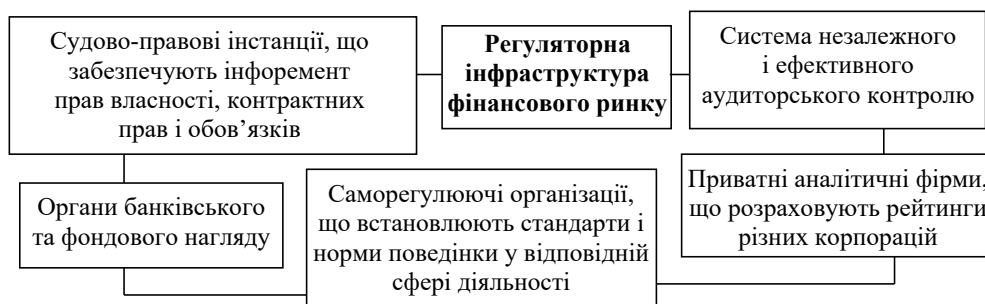 Судово-правові інстанції, що
забезпечують інфоремент
прав власності, контрактних
прав і обов’язків
Регуляторна
інфраструктура
фінансового ринку
Система незалежного
і ефективного
аудиторського контролю
Органи банківського
та фондового нагляду
Саморегулюючі організації,
що встановлюють стандарти і
норми поведінки у відповідній
сфері діяльності
Приватні аналітичні фірми,
що розраховують рейтинги
різних корпорацій